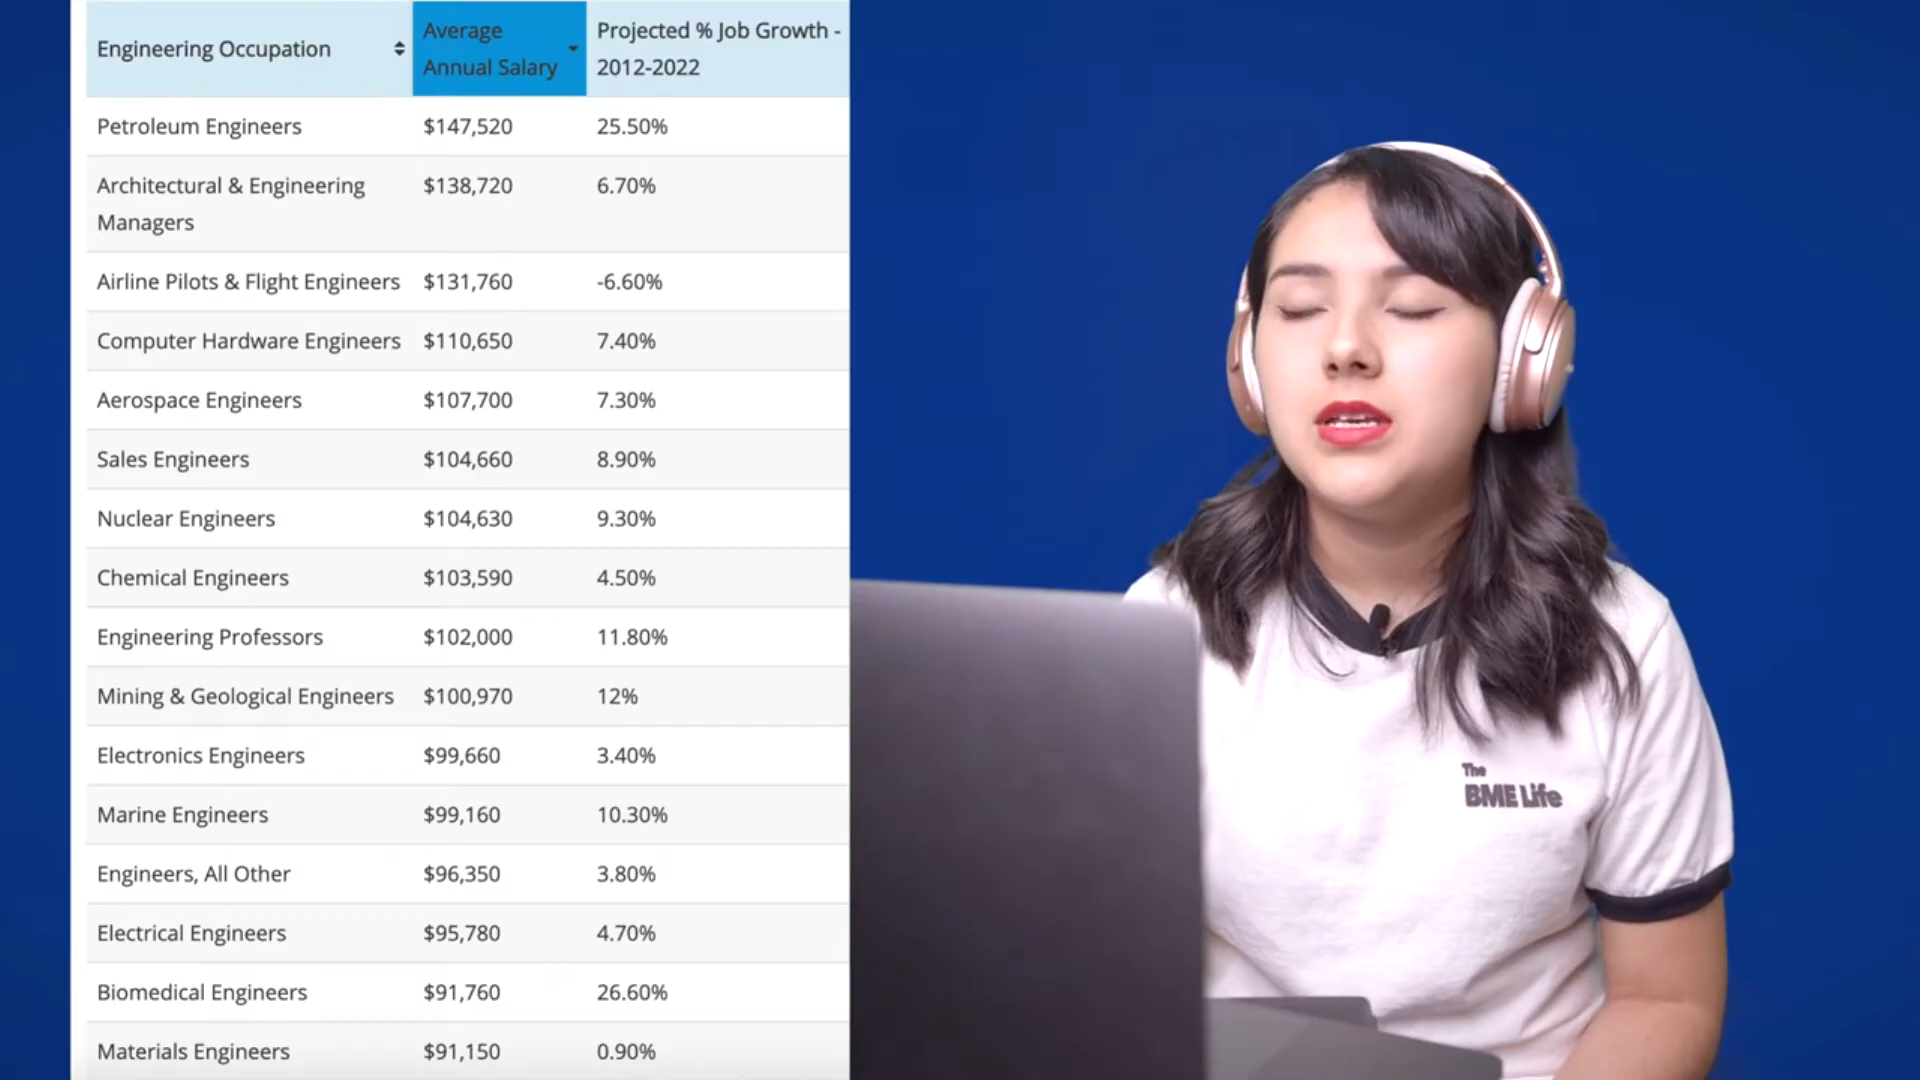 Engineering Occupation
Average
Annual Salary
Projected % Job Growth -
2012-2022
Petroleum Engineers $147,520 25.50%
Architectural & Engineering $138,720 6.70%
Managers
Airline Pilots & Flight Engineers $131,760 -6.60%
Computer Hardware Engineers $110,650 7.40%
Aerospace Engineers $107,700 7.30%
Sales Engineers $104,660 8.90%
Nuclear Engineers $104,630 9.30%
Chemical Engineers $103,590 4.50%
Engineering Professors $102,000 11.80%
Mining & Geological Engineers $100,970 12%
Electronics Engineers $99,660 3.40%
Marine Engineers $99,160 10.30%
Engineers, All Other $96,350 3.80%
Electrical Engineers $95,780 4.70%
Biomedical Engineers $91,760 26.60%
Materials Engineers $91,150 0.90%
The
BME Life